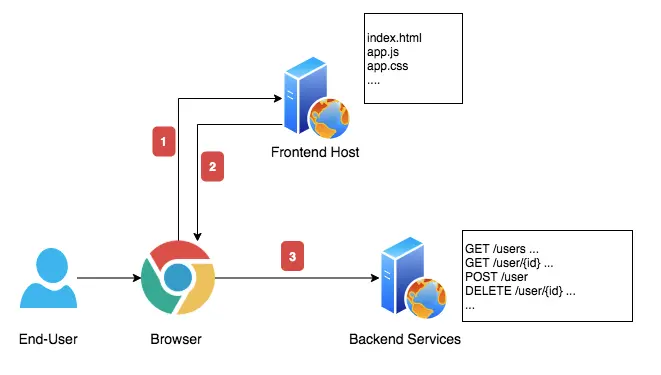 index.html
app.js
app.css
....
1
2
Frontend Host
3
GET /users ...
GET /user/{id} ...
POST /user
DELETE /user/{id} ...
...
End-User
Browser
Backend Services